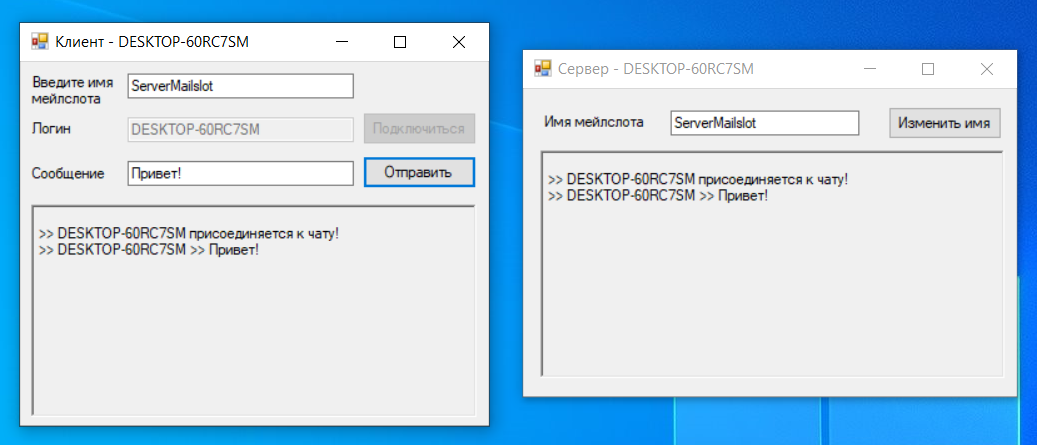 Клиент - DESKTOP-60RC7SM
Введите имя
мейлслота
ServerMailslot
Логин
DESKTOP-60RC7SM
Подключиться
Сообщение
Привет!
Отправить
>> DESKTOP-60RC7SM присоединяется к чату!
>> DESKTOP-60RC7SM >> Привет!
Сервер - DESKTOP-60RC7SM
Имя мейлслота
ServerMailslot
Изменить имя
>> DESKTOP-60RC7SM присоединяется к чату!
>> DESKTOP-60RC7SM >> Привет!